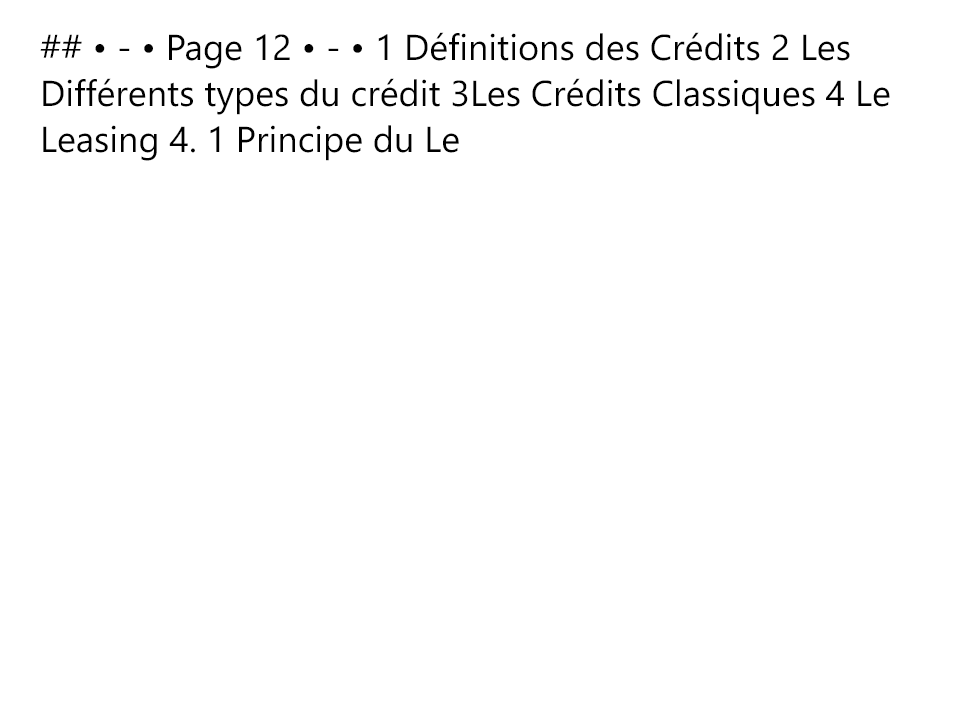 ## • - • Page 12 • - • 1 Définitions des Crédits 2 Les
Différents types du crédit 3Les Crédits Classiques 4 Le
Leasing 4. 1 Principe du Le